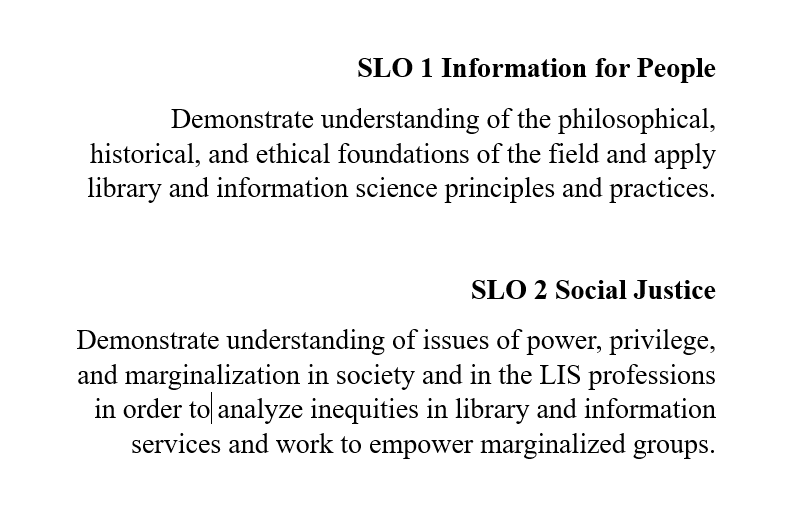 SLO 1 Information for People
Demonstrate understanding of the philosophical,
historical, and ethical foundations of the field and apply
library and information science principles and practices.
SLO 2 Social Justice
Demonstrate understanding of issues of power, privilege,
and marginalization in society and in the LIS professions
in order to analyze inequities in library and information
services and work to empower marginalized groups.